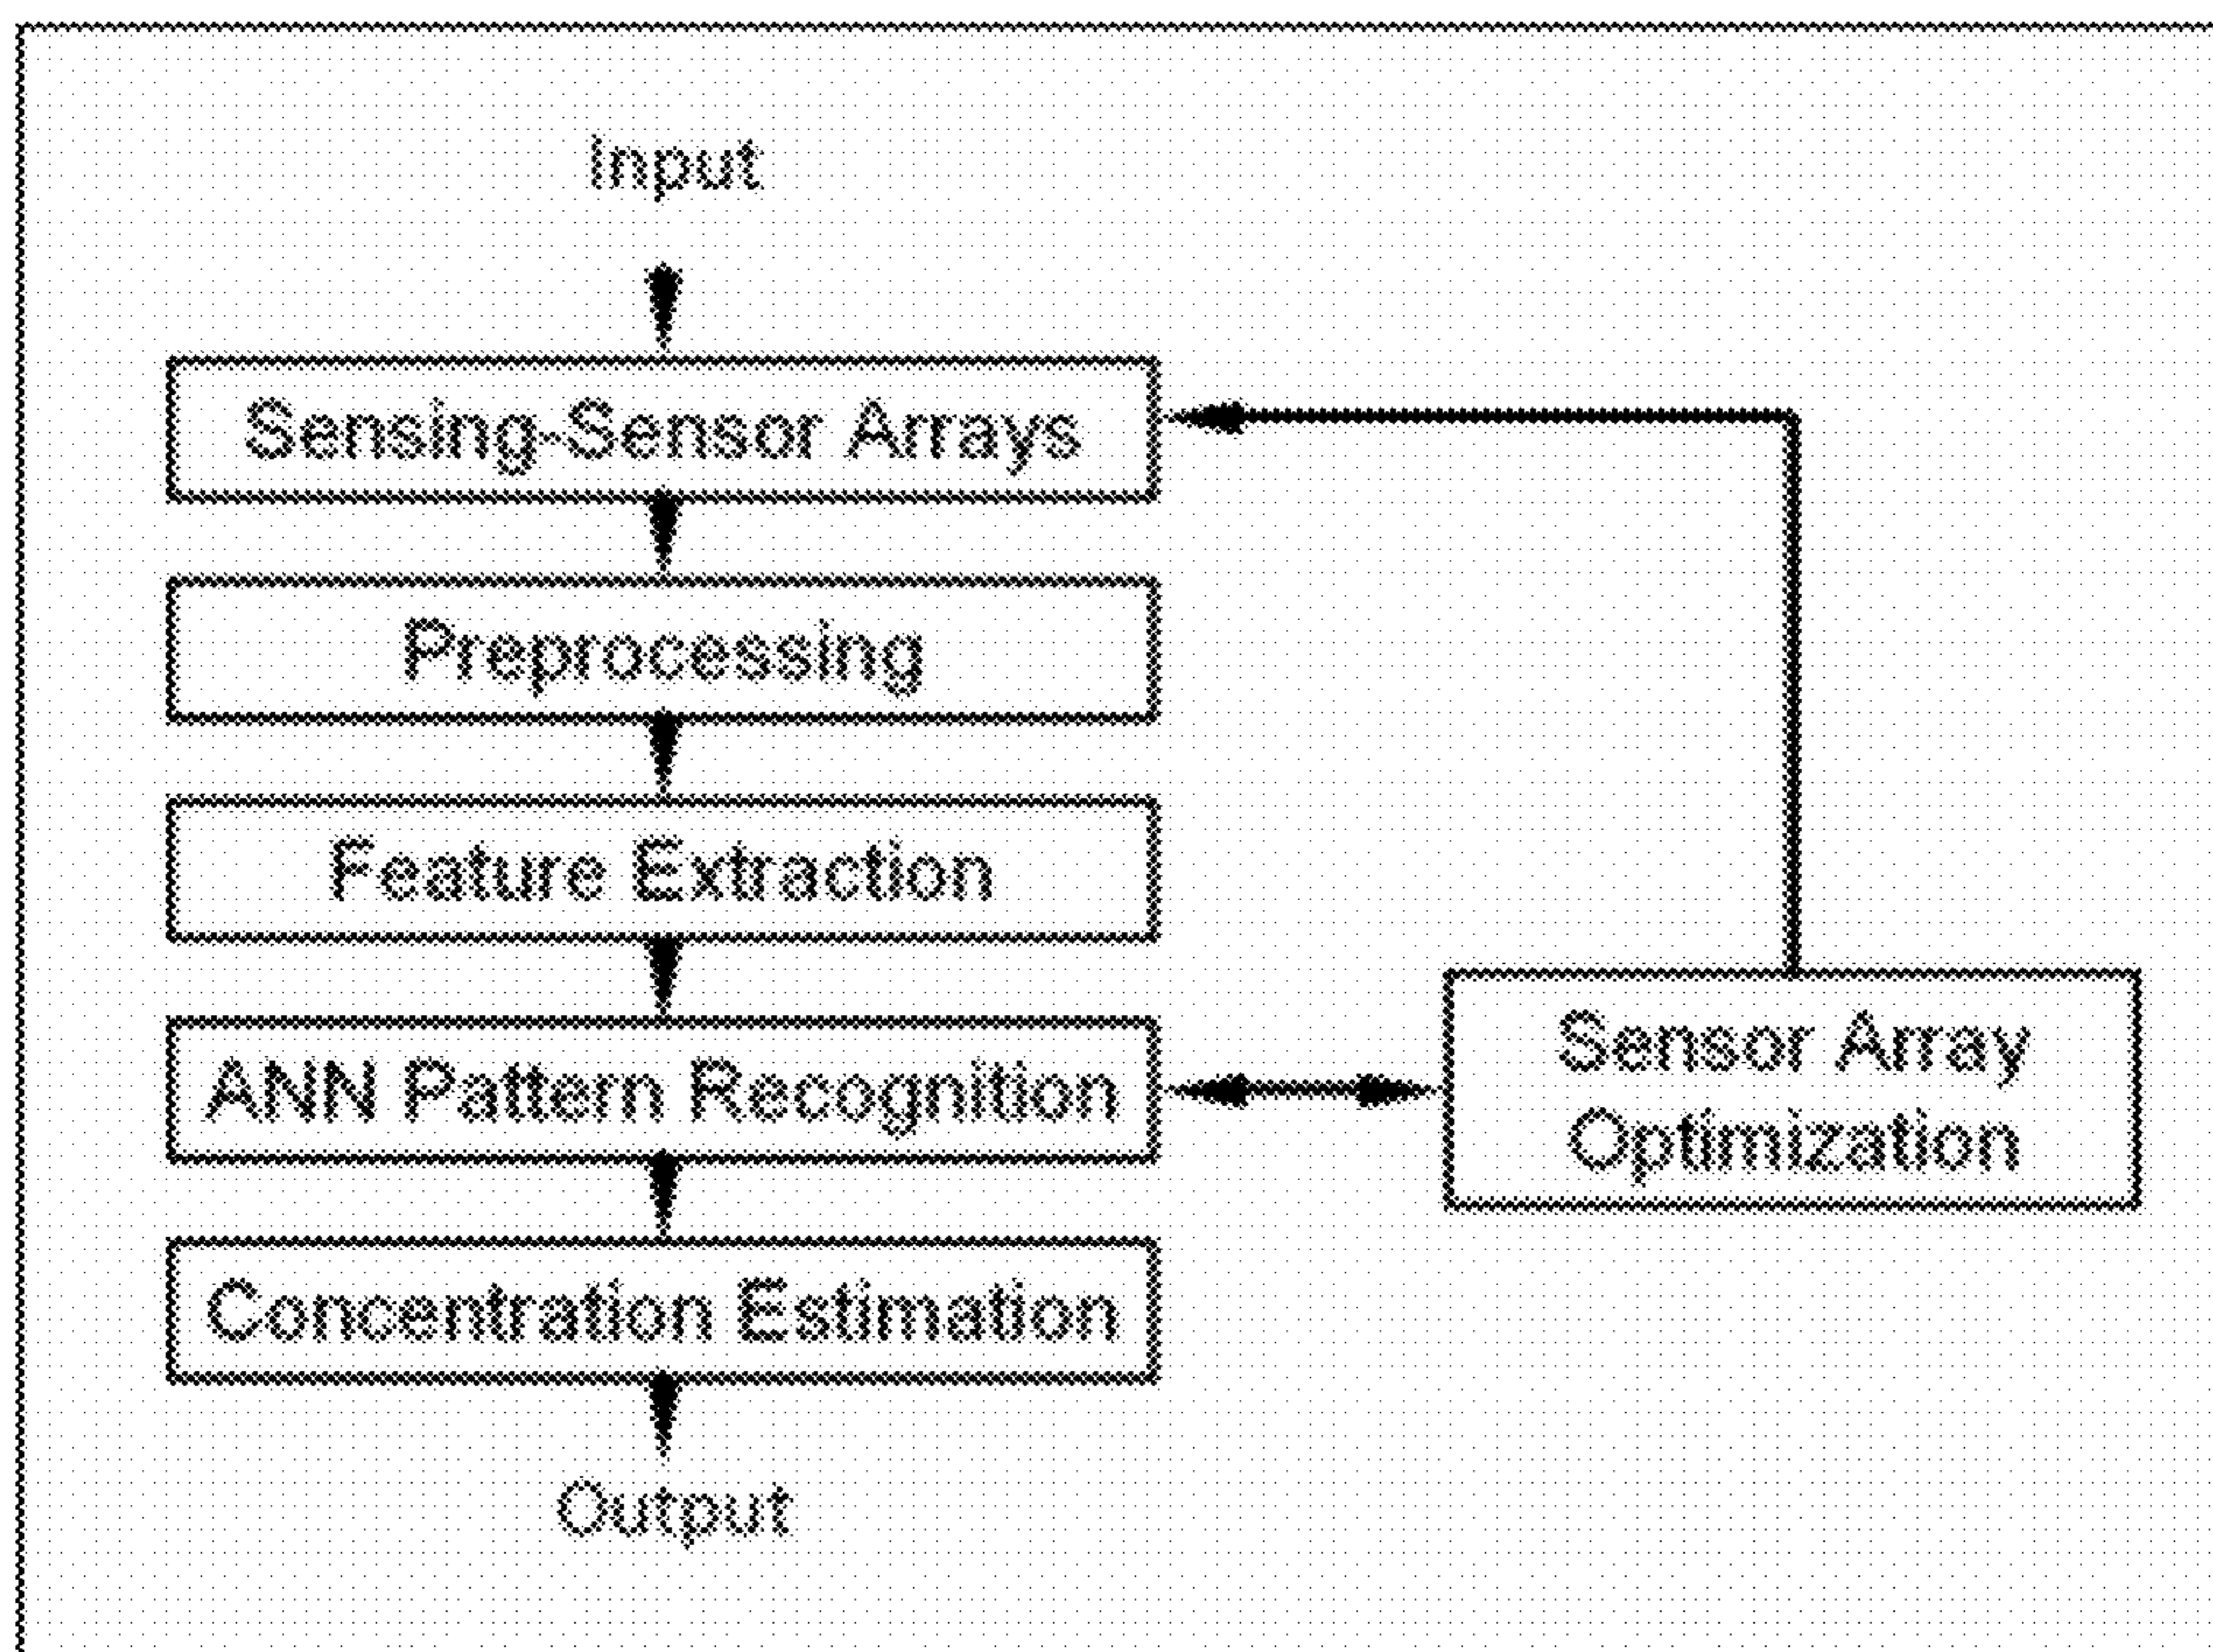 Input
Sensing-Sensor Arrays
Preprocessing
Feature Extraction
ANN Pattern Recognition
Sensor Array
Optimization
Concentration Estimation
Output